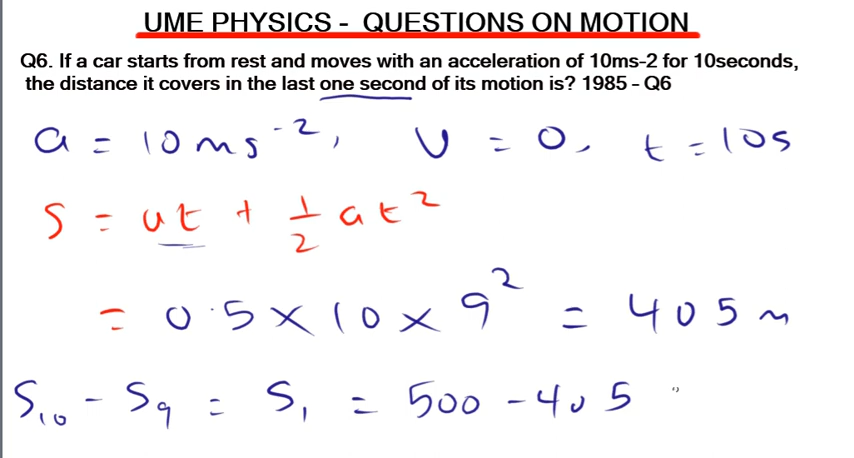 UME PHYSICS - QUESTIONS ON MOTION
Q6. If a car starts from rest and moves with an acceleration of 10ms-2 for 10seconds,
the distance it covers in the last one second of its motion is? 1985 – Q6
a = 10ms⁻², U = 0, t = 10s
S = ut + ½ at²
= 0.5 × 10 × 9² = 405m
S₁₀ - S₉ = S₁ = 500 - 405